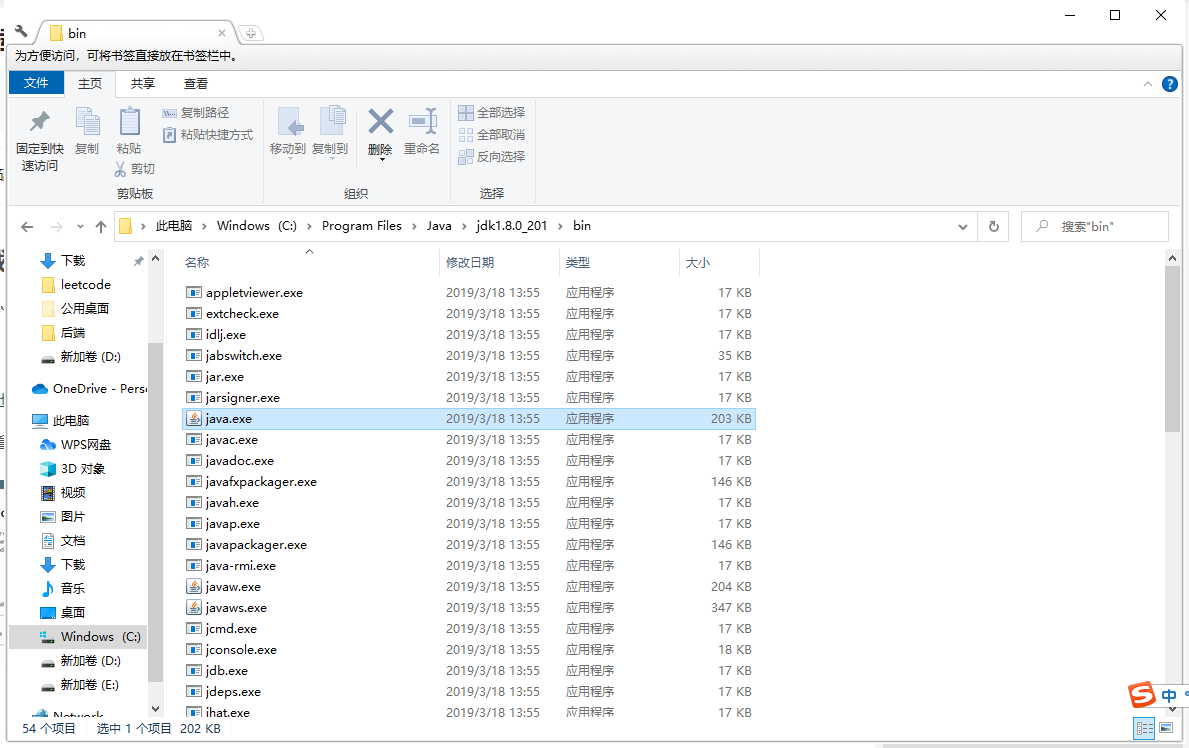 bin
为方便访问，可将书签直接放在书签栏中。
文件 主页 共享 查看
固定到快速访问 复制 粘贴 复制路径 粘贴快捷方式 剪切
移动到 复制到 删除 重命名
全部选择
全部取消
反向选择
剪贴板 组织 选择
此电脑 Windows (C:) Program Files Java jdk1.8.0_201 bin 搜索"bin"
下载
leetcode
公用桌面
后端
新加卷 (D:)
OneDrive - Pers
此电脑
WPS网盘
3D 对象
视频
图片
文档
下载
音乐
桌面
Windows (C:)
新加卷 (D:)
新加卷 (E:)
Network
名称 修改日期 类型 大小
appletviewer.exe 2019/3/18 13:55 应用程序 17 KB
extcheck.exe 2019/3/18 13:55 应用程序 17 KB
idlj.exe 2019/3/18 13:55 应用程序 17 KB
jabswitch.exe 2019/3/18 13:55 应用程序 35 KB
jar.exe 2019/3/18 13:55 应用程序 17 KB
jarsigner.exe 2019/3/18 13:55 应用程序 17 KB
java.exe 2019/3/18 13:55 应用程序 203 KB
javac.exe 2019/3/18 13:55 应用程序 17 KB
javadoc.exe 2019/3/18 13:55 应用程序 17 KB
javafxpackager.exe 2019/3/18 13:55 应用程序 146 KB
javah.exe 2019/3/18 13:55 应用程序 17 KB
javap.exe 2019/3/18 13:55 应用程序 17 KB
javapackager.exe 2019/3/18 13:55 应用程序 146 KB
java-rmi.exe 2019/3/18 13:55 应用程序 17 KB
javaw.exe 2019/3/18 13:55 应用程序 204 KB
javaws.exe 2019/3/18 13:55 应用程序 347 KB
jcmd.exe 2019/3/18 13:55 应用程序 17 KB
jconsole.exe 2019/3/18 13:55 应用程序 18 KB
jdb.exe 2019/3/18 13:55 应用程序 17 KB
jdeps.exe 2019/3/18 13:55 应用程序 17 KB
jhat.exe 2019/3/18 13:55 应用程序 17 KB
中
54 个项目 选中 1 个项目 202 KB